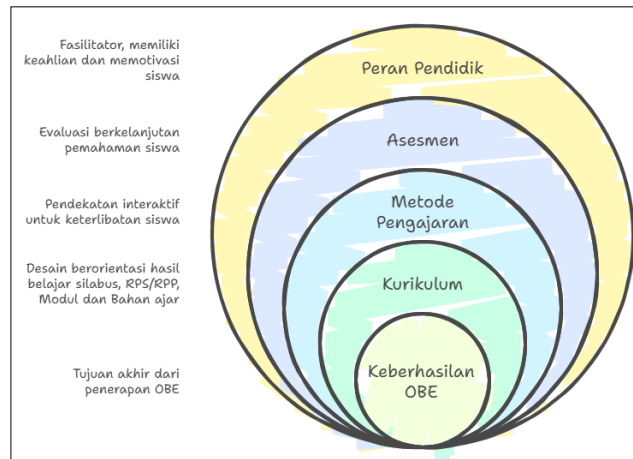 Fasilitator, memiliki
keahlian dan memotivasi
siswa
Peran Pendidik
Evaluasi berkelanjutan
pemahaman siswa
Asesmen
Pendekatan interaktif
untuk keterlibatan siswa
Metode
Pengajaran
Desain berorientasi hasil
belajar silabus, RPS/RPP,
Modul dan Bahan ajar
Kurikulum
Tujuan akhir dari
penerapan OBE
Keberhasilan
OBE